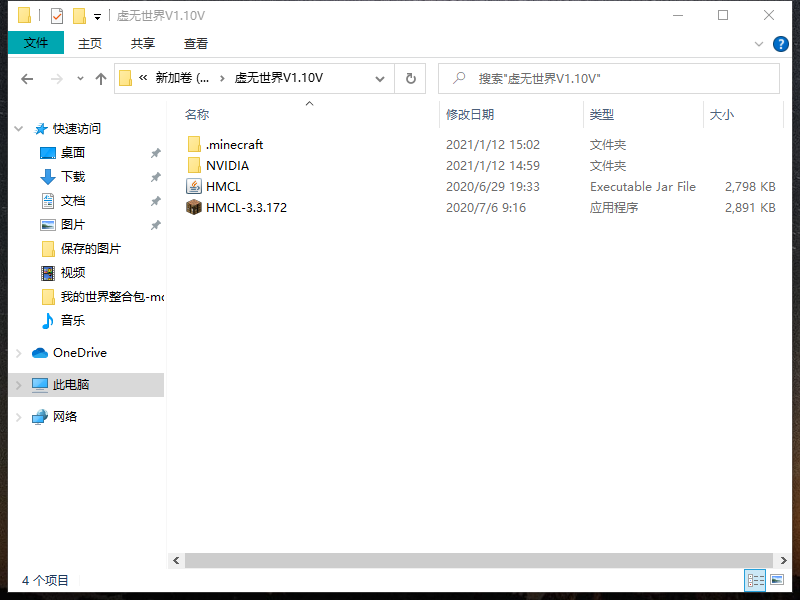 虚无世界V1.10V
文件 主页 共享 查看
« 新加卷 (... › 虚无世界V1.10V 搜索"虚无世界V1.10V"
名称 修改日期 类型 大小
.minecraft 2021/1/12 15:02 文件夹
NVIDIA 2021/1/12 14:59 文件夹
HMCL 2020/6/29 19:33 Executable Jar File 2,798 KB
HMCL-3.3.172 2020/7/6 9:16 应用程序 2,891 KB
快速访问
桌面
下载
文档
图片
保存的图片
视频
我的世界整合包-mo
音乐
OneDrive
此电脑
网络
4 个项目